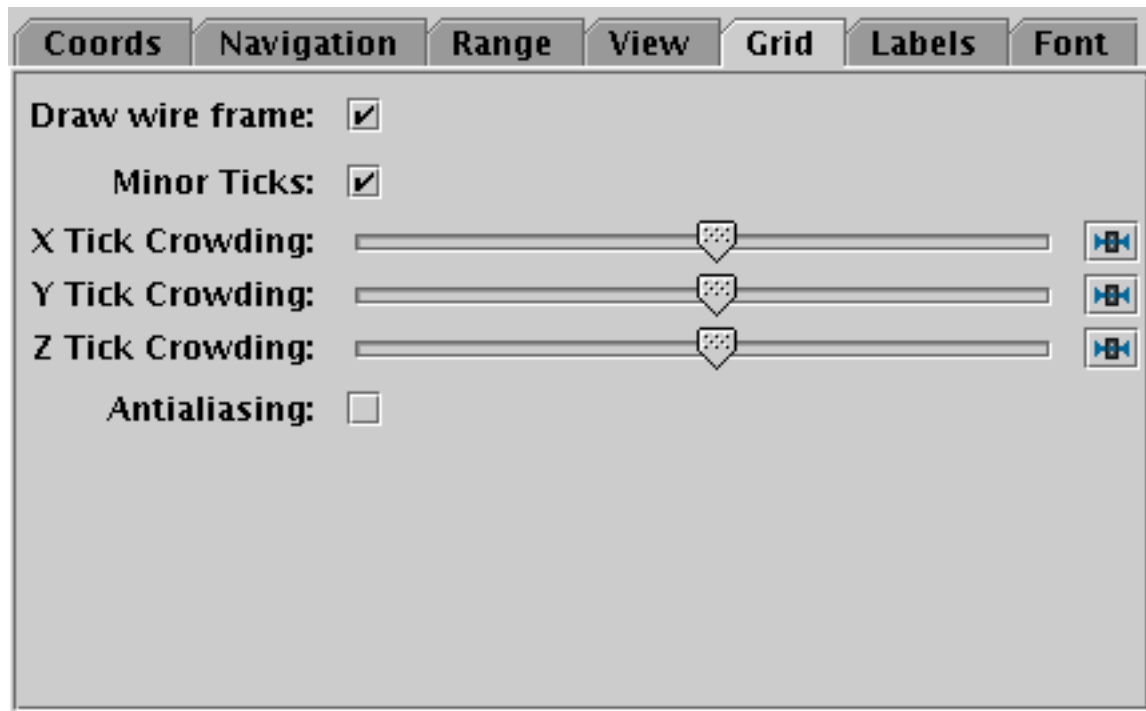 Coords Navigation Range View Grid Labels Font
Draw wire frame:
Minor Ticks:
X Tick Crowding:
Y Tick Crowding:
Z Tick Crowding:
Antialiasing: